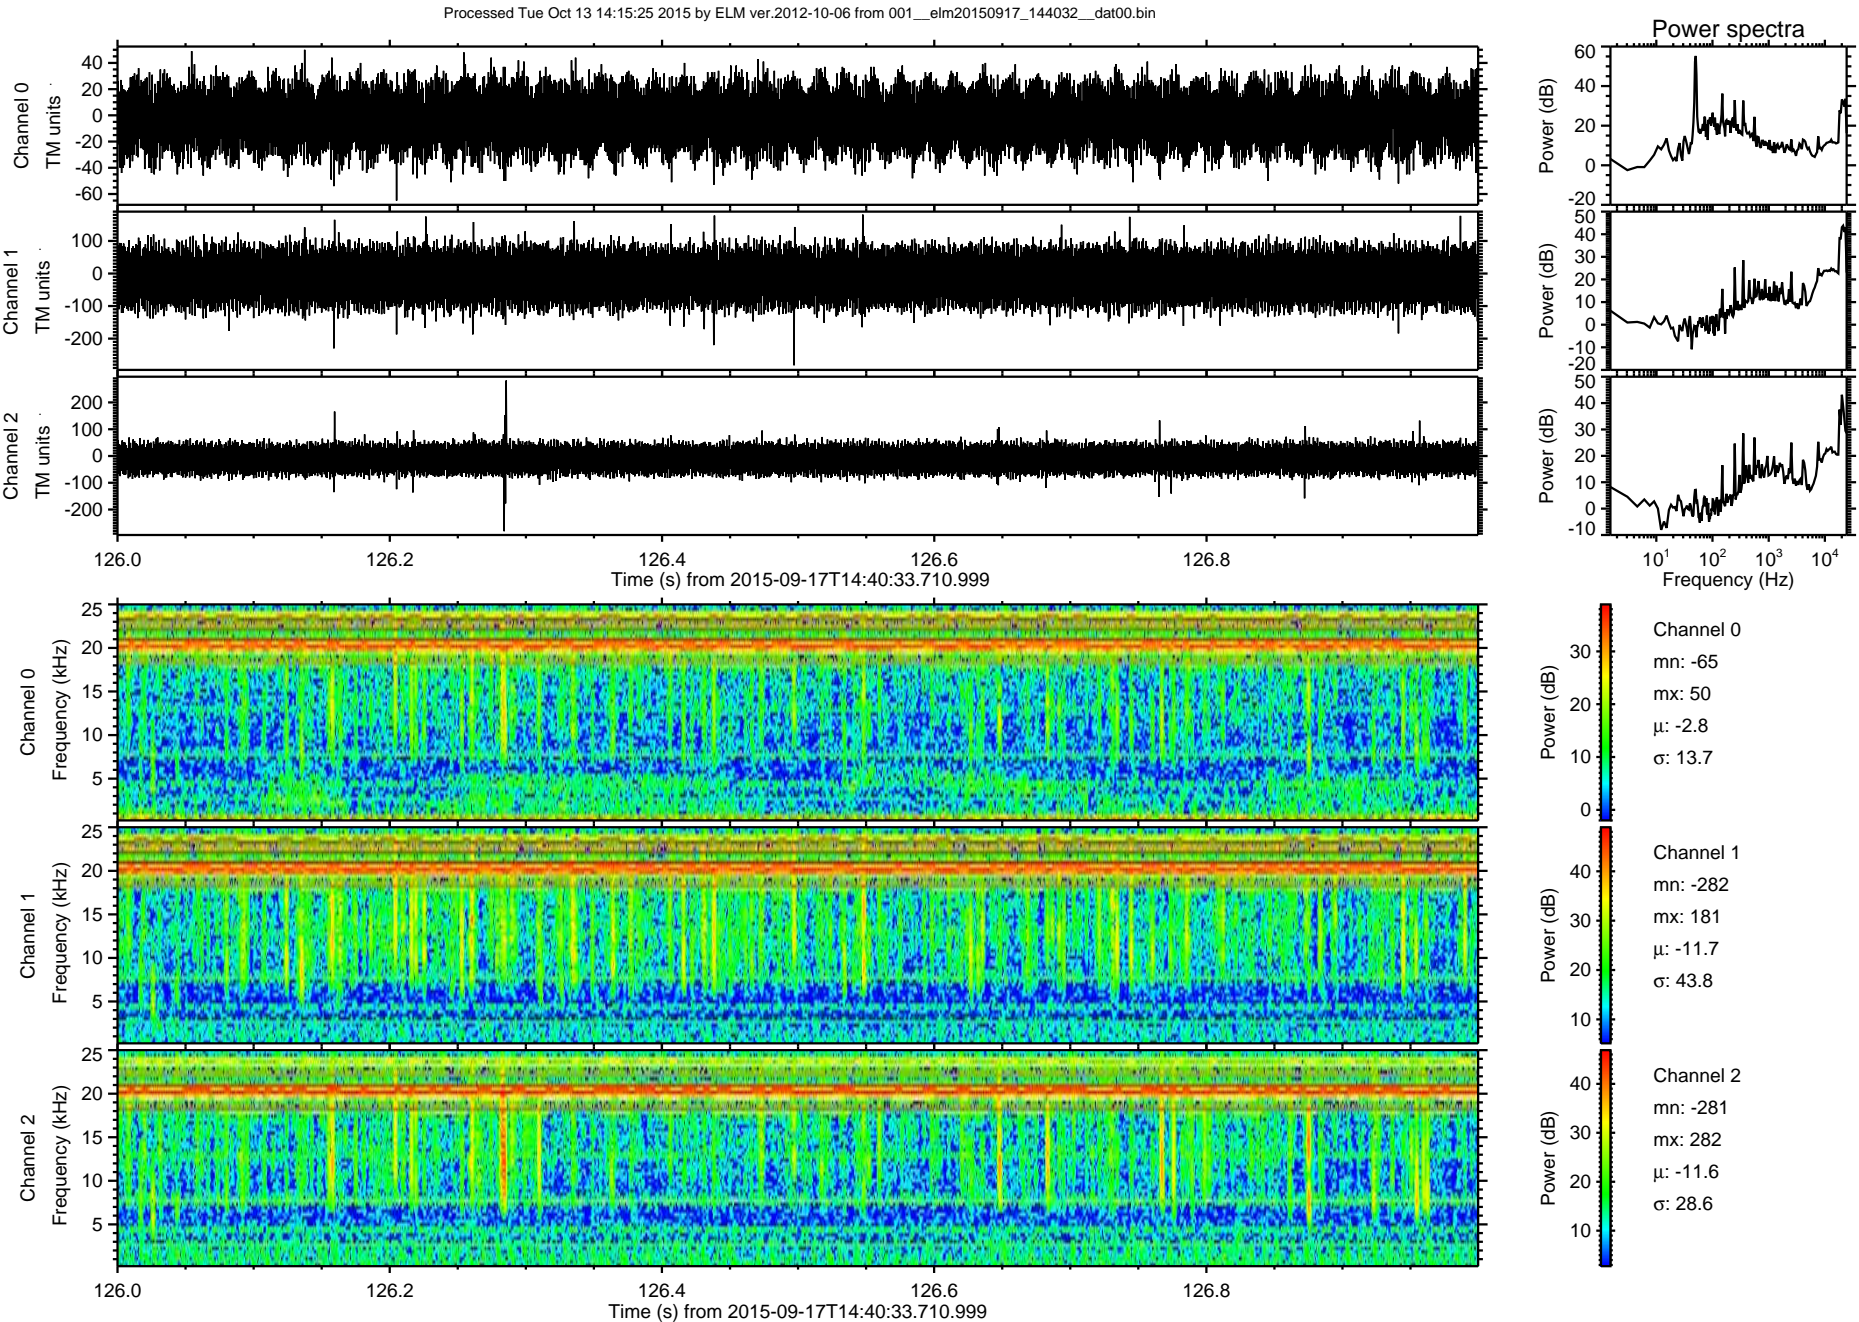 Processed Tue Oct 13 14:15:25 2015 by ELM ver.2012-10-06 from 001__elm20150917_144032__dat00.bin
Power spectra
Channel 0
TM units
40
20
0
-20
-40
-60
Power (dB)
60
40
20
0
-20
Channel 1
TM units
100
0
-100
-200
Power (dB)
50
40
30
20
10
0
-10
-20
Channel 2
TM units
200
100
0
-100
-200
Power (dB)
50
40
30
20
10
0
-10
126.0 126.2 126.4 126.6 126.8
Time (s) from 2015-09-17T14:40:33.710.999
10¹ 10² 10³ 10⁴
Frequency (Hz)
Channel 0
Frequency (kHz)
25
20
15
10
5
Power (dB)
30
20
10
0
Channel 0
mn: -65
mx: 50
μ: -2.8
σ: 13.7
Channel 1
Frequency (kHz)
25
20
15
10
5
Power (dB)
40
30
20
10
Channel 1
mn: -282
mx: 181
μ: -11.7
σ: 43.8
Channel 2
Frequency (kHz)
25
20
15
10
5
Power (dB)
40
30
20
10
Channel 2
mn: -281
mx: 282
μ: -11.6
σ: 28.6
126.0 126.2 126.4 126.6 126.8
Time (s) from 2015-09-17T14:40:33.710.999